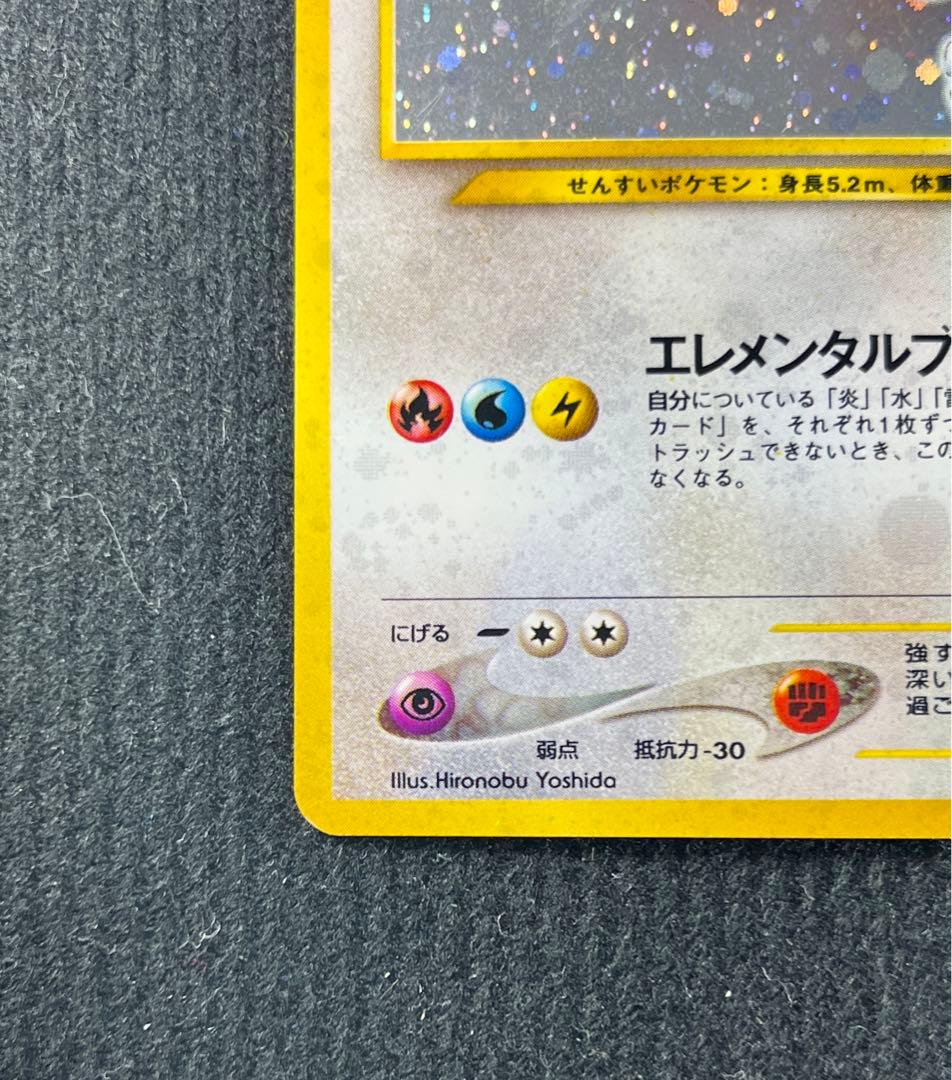 せんすいポケモン：身長5.2m、体重
エレメンタルブ
自分についている「炎」「水」「雷
カード」を、それぞれ1枚ずつ
トラッシュできないとき、この
なくなる。
にげる
強す
深い
過ご
弱点 抵抗力-30
Illus.Hironobu Yoshida